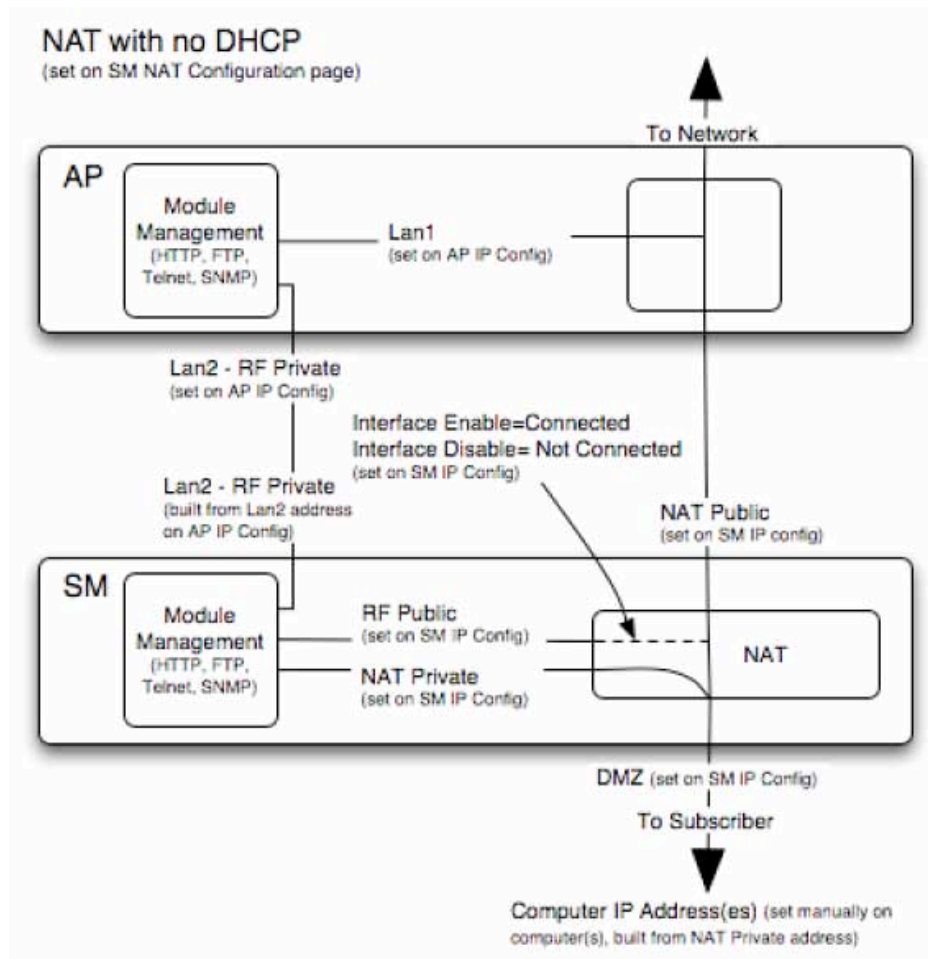 NAT with no DHCP
(set on SM NAT Configuration page)
To Network
AP
Module
Management
(HTTP, FTP,
Telnet, SNMP)
Lan1
(set on AP IP Config)
Lan2 - RF Private
(set on AP IP Config)
Interface Enable=Connected
Interface Disable= Not Connected
(set on SM IP Config)
Lan2 - RF Private
(built from Lan2 address
on AP IP Config)
NAT Public
(set on SM IP config)
SM
Module
Management
(HTTP, FTP,
Telnet, SNMP)
RF Public
(set on SM IP Config)
NAT Private
(set on SM IP Config)
NAT
DMZ (set on SM IP Config)
To Subscriber
Computer IP Address(es) (set manually on
computer(s), built from NAT Private address)